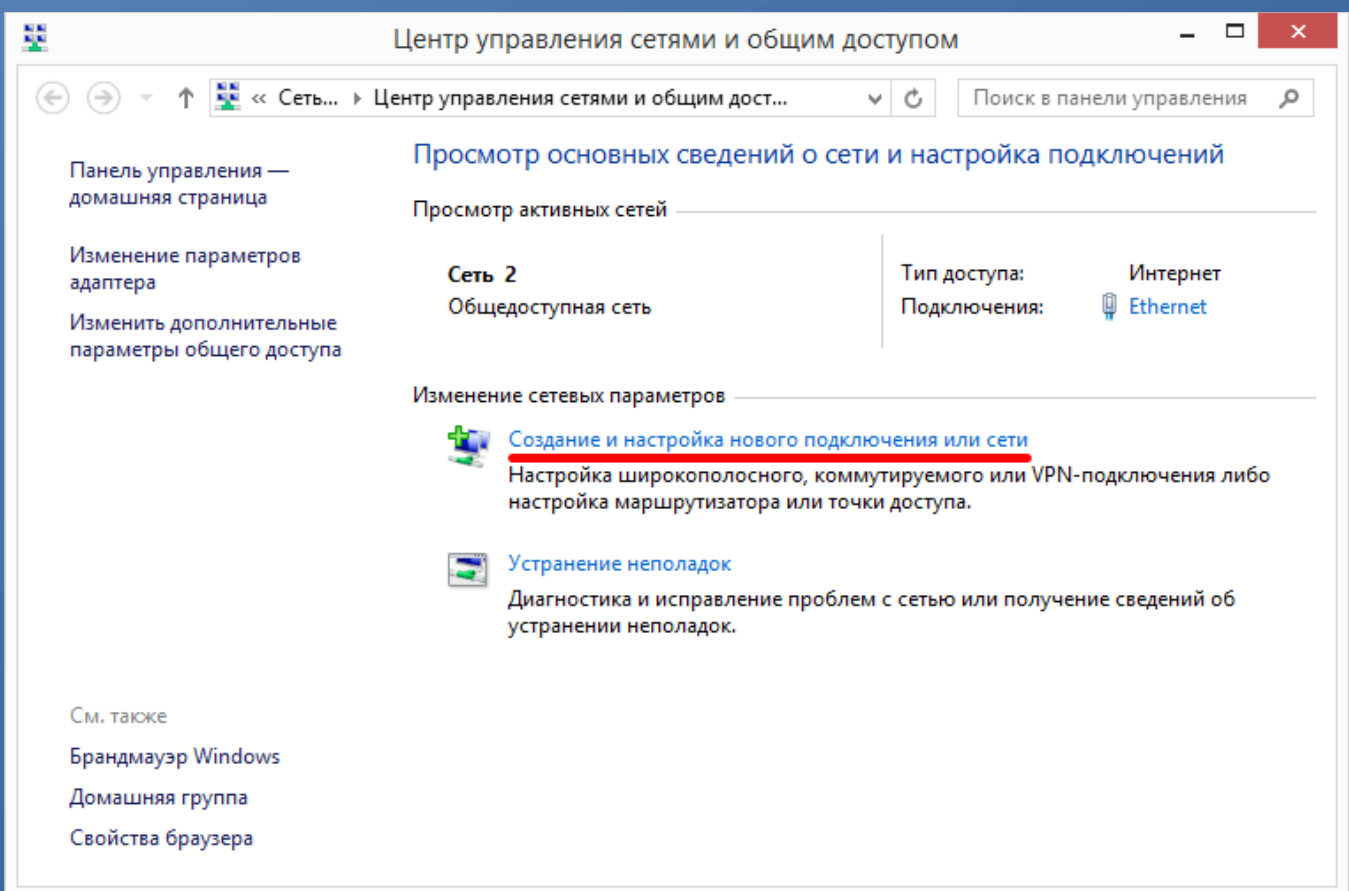 Центр управления сетями и общим доступом
« Сеть... Центр управления сетями и общим дост...
Поиск в панели управления
Панель управления —
домашняя страница
Изменение параметров
адаптера
Изменить дополнительные
параметры общего доступа
Просмотр основных сведений о сети и настройка подключений
Просмотр активных сетей
Сеть 2
Общедоступная сеть
Тип доступа: Интернет
Подключения: Ethernet
Изменение сетевых параметров
Создание и настройка нового подключения или сети
Настройка широкополосного, коммутируемого или VPN-подключения либо
настройка маршрутизатора или точки доступа.
Устранение неполадок
Диагностика и исправление проблем с сетью или получение сведений об
устранении неполадок.
См. также
Брандмауэр Windows
Домашняя группа
Свойства браузера